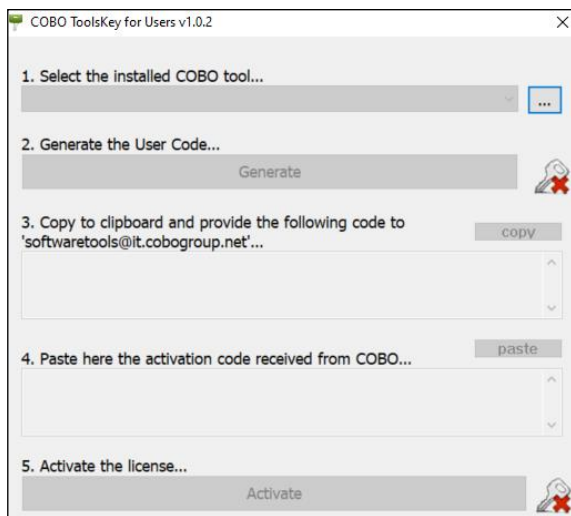 COBO ToolsKey for Users v1.0.2
1. Select the installed COBO tool...
...
2. Generate the User Code...
Generate
3. Copy to clipboard and provide the following code to
'softwaretools@it.cobogroup.net'...
copy
4. Paste here the activation code received from COBO...
paste
5. Activate the license...
Activate